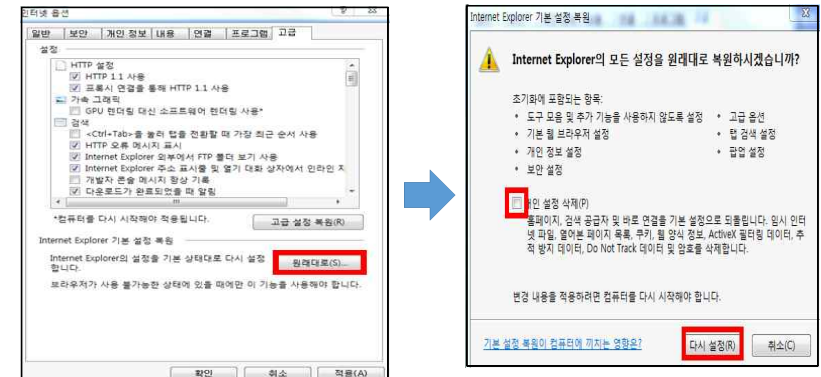 인터넷 옵션
일반 보안 개인 정보 내용 연결 프로그램 고급
설정
HTTP 설정
HTTP 1.1 사용
프록시 연결을 통해 HTTP 1.1 사용
가속 그래픽
GPU 렌더링 대신 소프트웨어 렌더링 사용*
검색
<Ctrl+Tab>을 눌러 탭을 전환할 때 가장 최근 순서 사용
HTTP 오류 메시지 표시
Internet Explorer 외부에서 FTP 폴더 보기 사용
Internet Explorer 주소 표시줄 및 열기 대화 상자에서 인라인 자
개발자 콘솔 메시지 항상 기록
다운로드가 완료되었을 때 알림
*컴퓨터를 다시 시작해야 적용됩니다.
고급 설정 복원(R)
Internet Explorer 기본 설정 복원
Internet Explorer의 설정을 기본 상태대로 다시 설정
합니다.
원래대로(S)...
브라우저가 사용 불가능한 상태에 있을 때에만 이 기능을 사용해야 합니다.
확인 취소 적용(A)
Internet Explorer 기본 설정 복원
Internet Explorer의 모든 설정을 원래대로 복원하시겠습니까?
초기화에 포함되는 항목:
• 도구 모음 및 추가 기능을 사용하지 않도록 설정 • 고급 옵션
• 기본 웹 브라우저 설정 • 탭 검색 설정
• 개인 정보 설정 • 팝업 설정
• 보안 설정
개인 설정 삭제(P)
홈페이지, 검색 공급자 및 바로 연결을 기본 설정으로 되돌립니다. 임시 인터
넷 파일, 열어본 페이지 목록, 쿠키, 웹 양식 정보, ActiveX 필터링 데이터, 추
적 방지 데이터, Do Not Track 데이터 및 암호를 삭제합니다.
변경 내용을 적용하려면 컴퓨터를 다시 시작해야 합니다.
기본 설정 복원이 컴퓨터에 끼치는 영향은?
다시 설정(R) 취소(C)